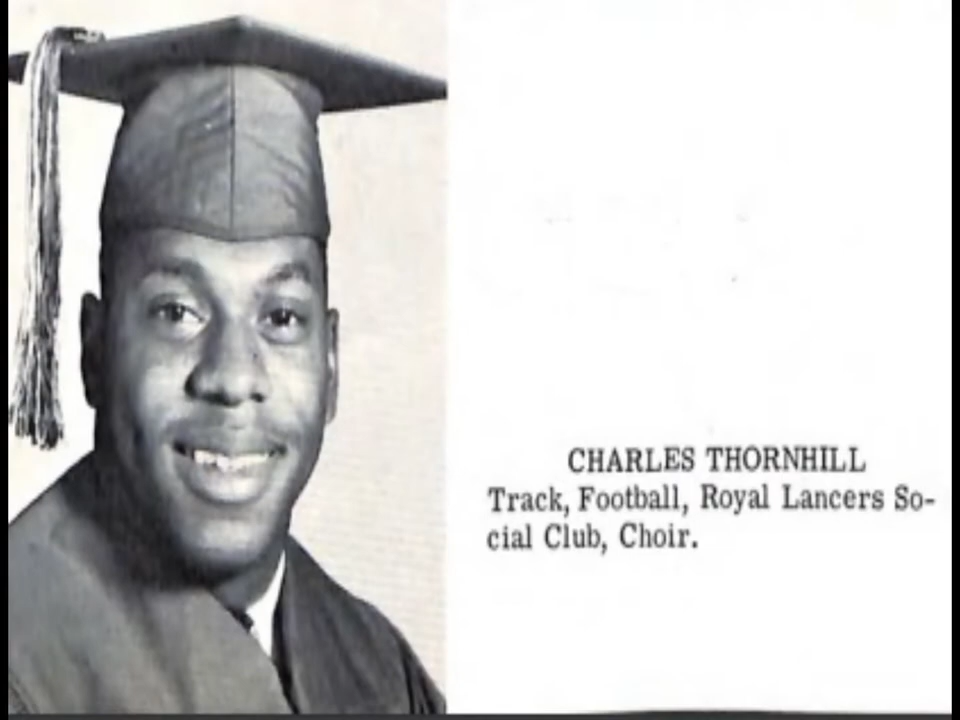 CHARLES THORNHILL
Track, Football, Royal Lancers So-
cial Club, Choir.